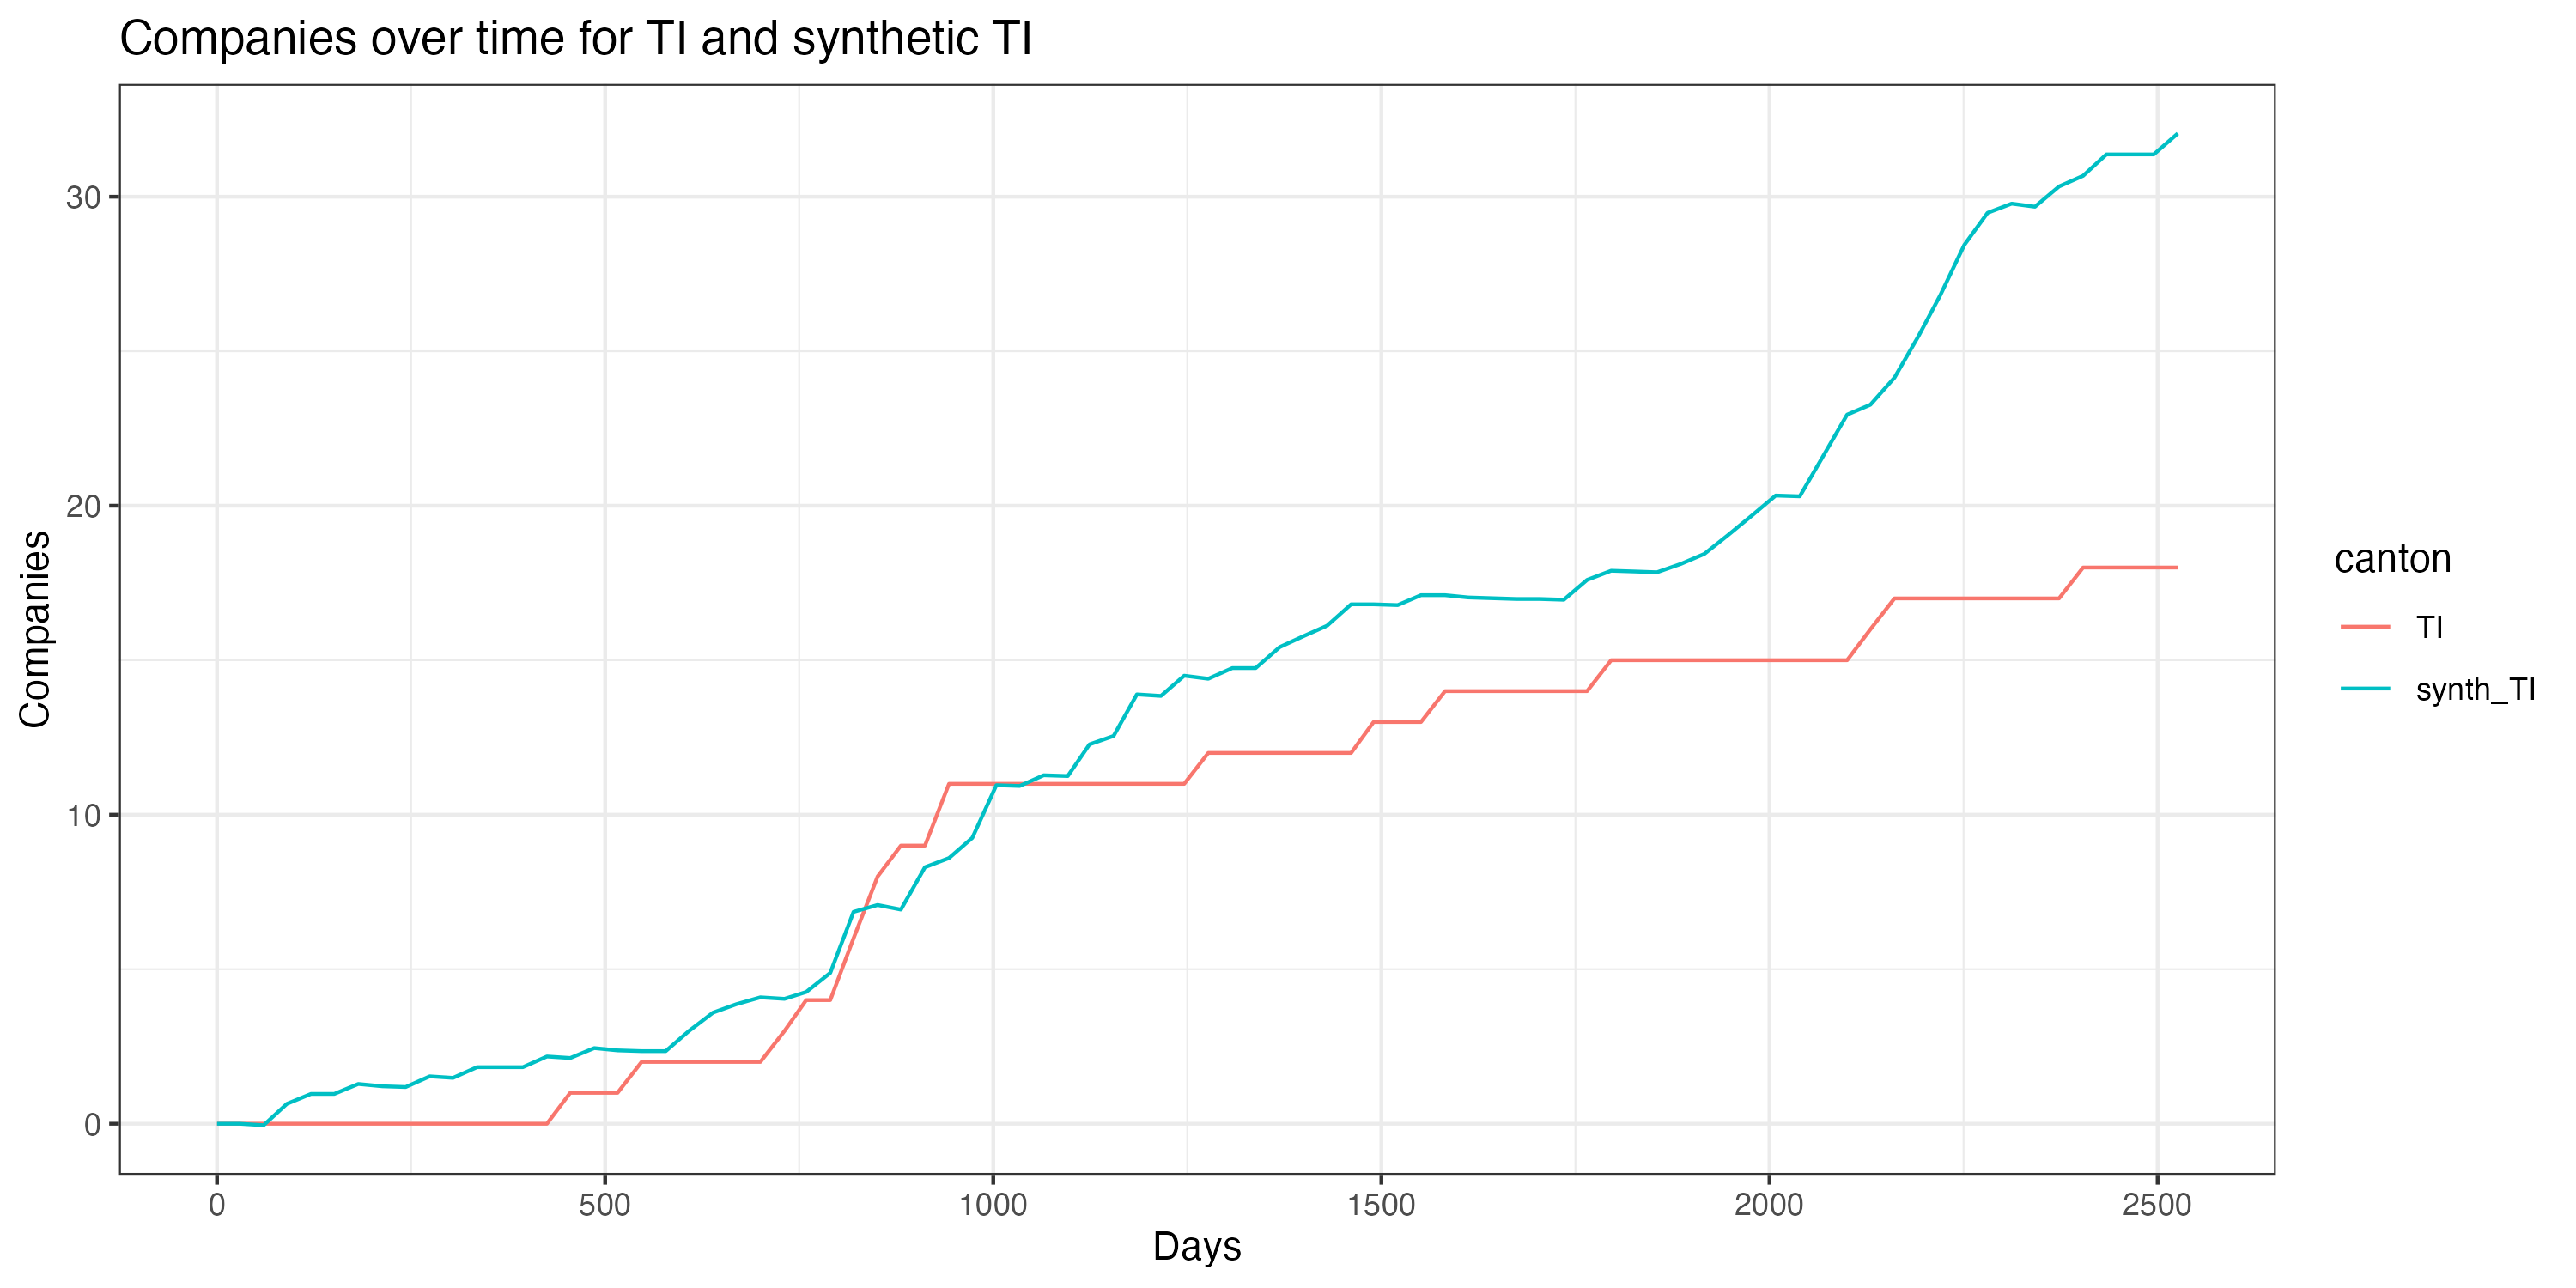 Companies over time for TI and synthetic TI
Companies
30
20
10
0
0 500 1000 1500 2000 2500
Days
canton
TI
synth_TI